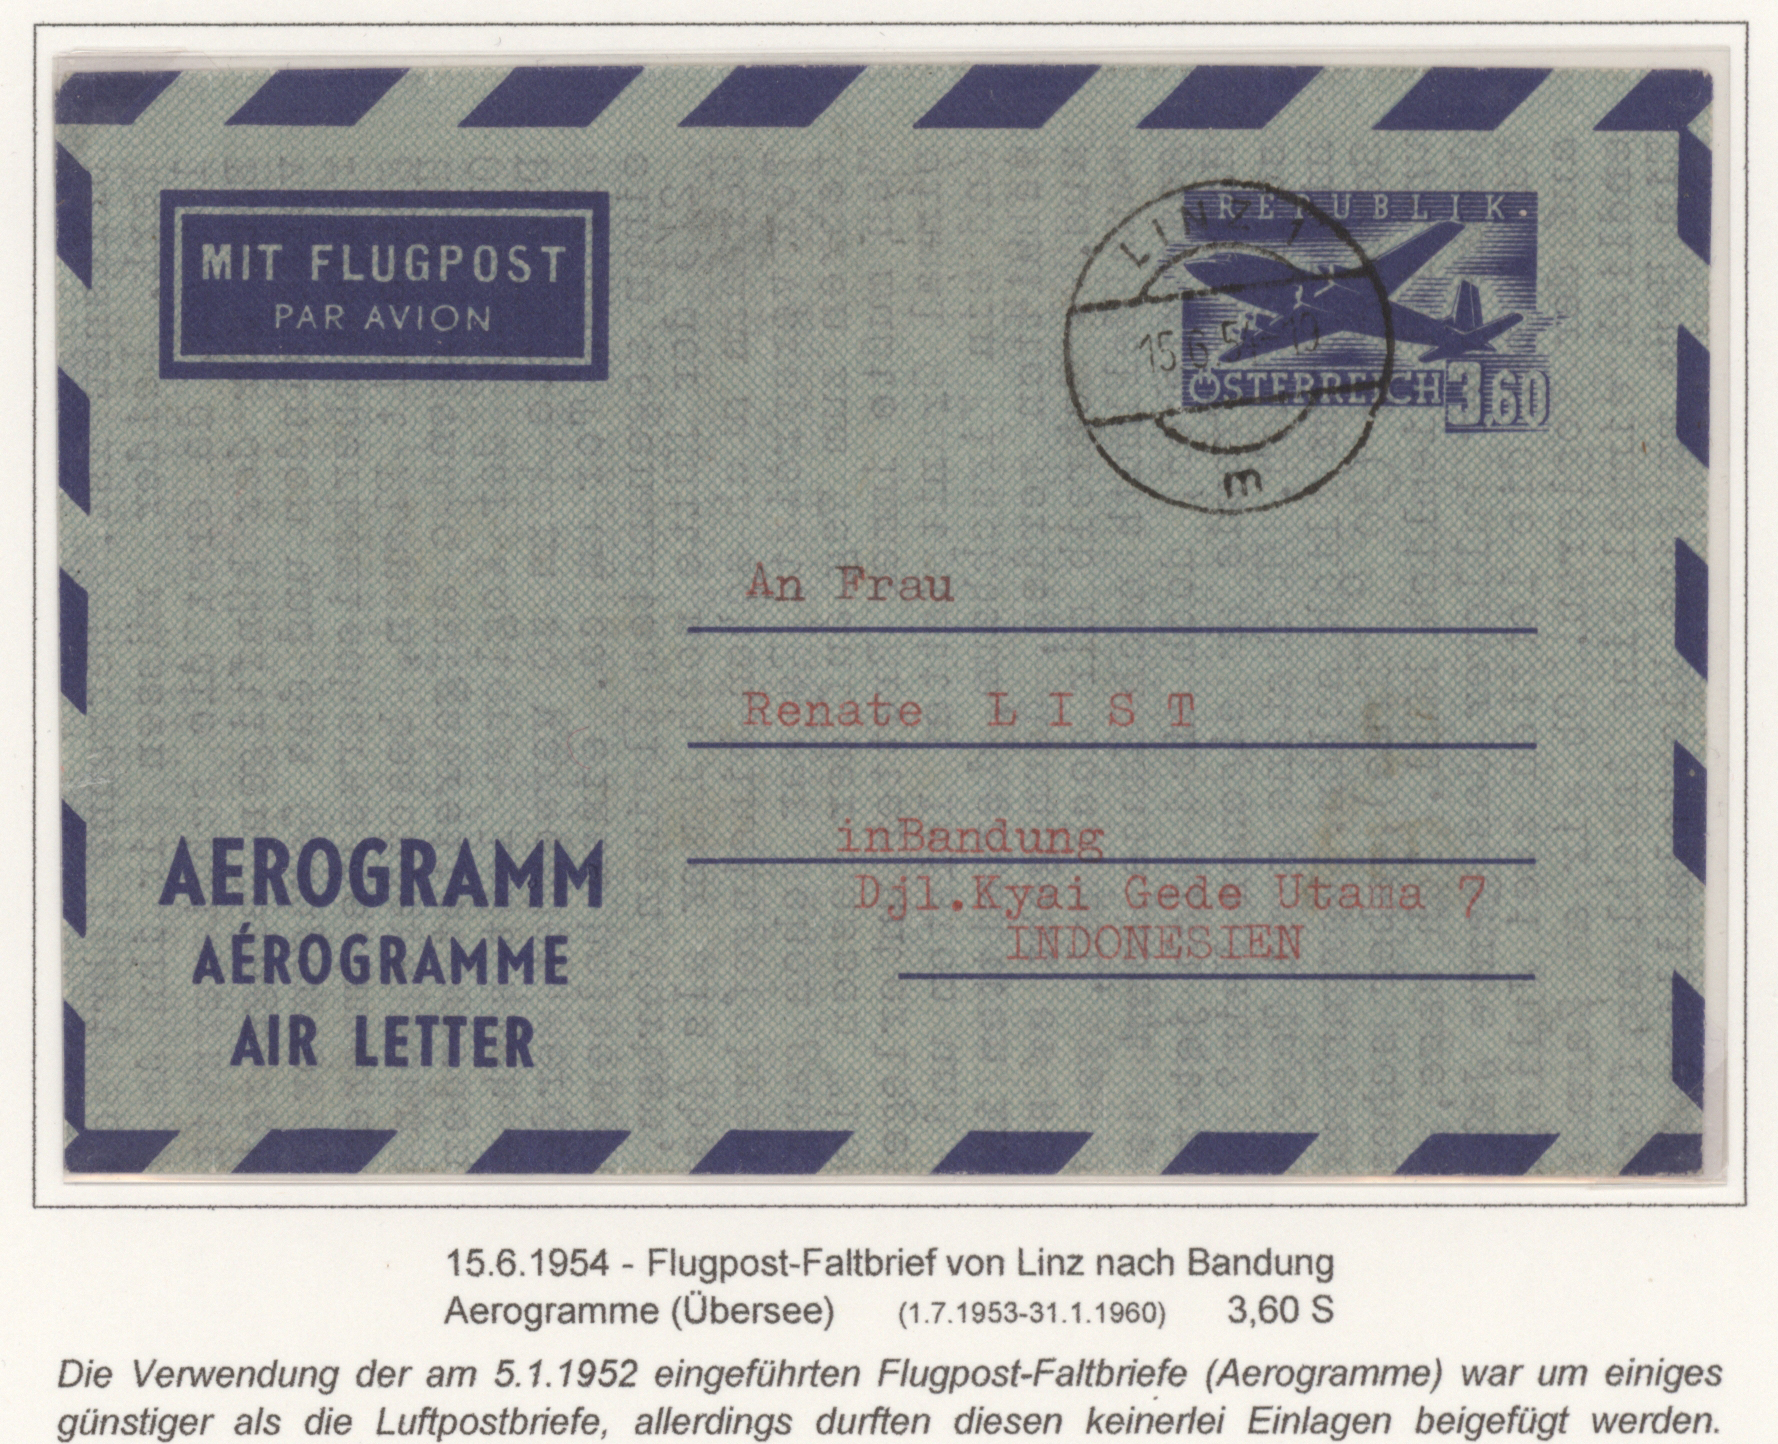 MIT FLUGPOST
PAR AVION
REPUBLIK.
ÖSTERREICH 3,60
LINZ 1
15.6.54
m
An Frau
Renate L I S T
inBandung
Djl.Kyai Gede Utama 7
INDONESIEN
AEROGRAMM
AÉROGRAMME
AIR LETTER
15.6.1954 - Flugpost-Faltbrief von Linz nach Bandung
Aerogramme (Übersee) (1.7.1953-31.1.1960) 3,60 S
Die Verwendung der am 5.1.1952 eingeführten Flugpost-Faltbriefe (Aerogramme) war um einiges
günstiger als die Luftpostbriefe, allerdings durften diesen keinerlei Einlagen beigefügt werden.